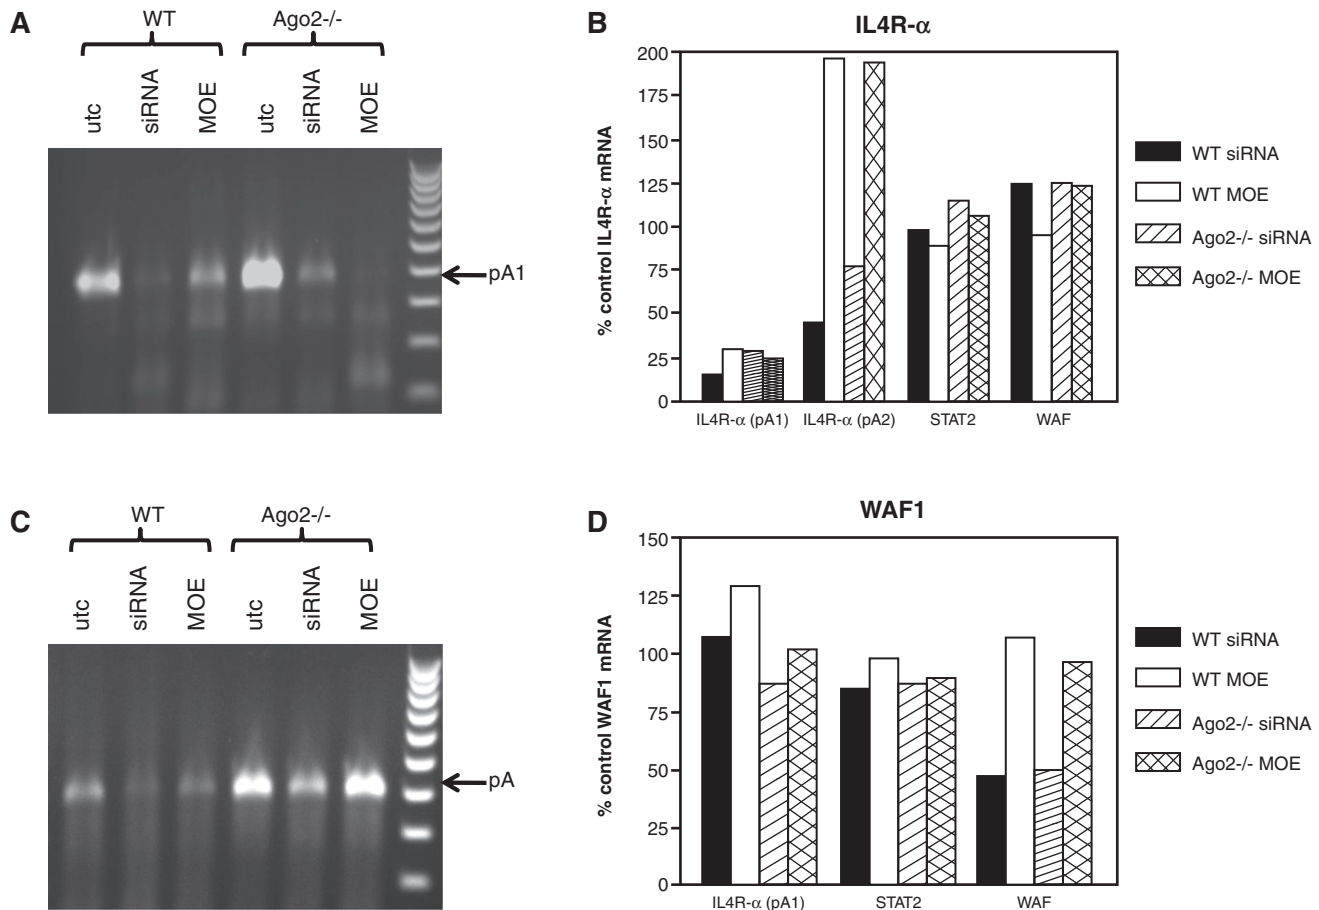 A
WT
Ago2-/-
utc
siRNA
MOE
utc
siRNA
MOE
pA1
B
IL4R-α
% control IL4R-α mRNA
200
175
150
125
100
75
50
25
0
IL4R-α (pA1)
IL4R-α (pA2)
STAT2
WAF
WT siRNA
WT MOE
Ago2-/- siRNA
Ago2-/- MOE
C
WT
Ago2-/-
utc
siRNA
MOE
utc
siRNA
MOE
pA
D
WAF1
% control WAF1 mRNA
150
125
100
75
50
25
0
IL4R-α (pA1)
STAT2
WAF
WT siRNA
WT MOE
Ago2-/- siRNA
Ago2-/- MOE